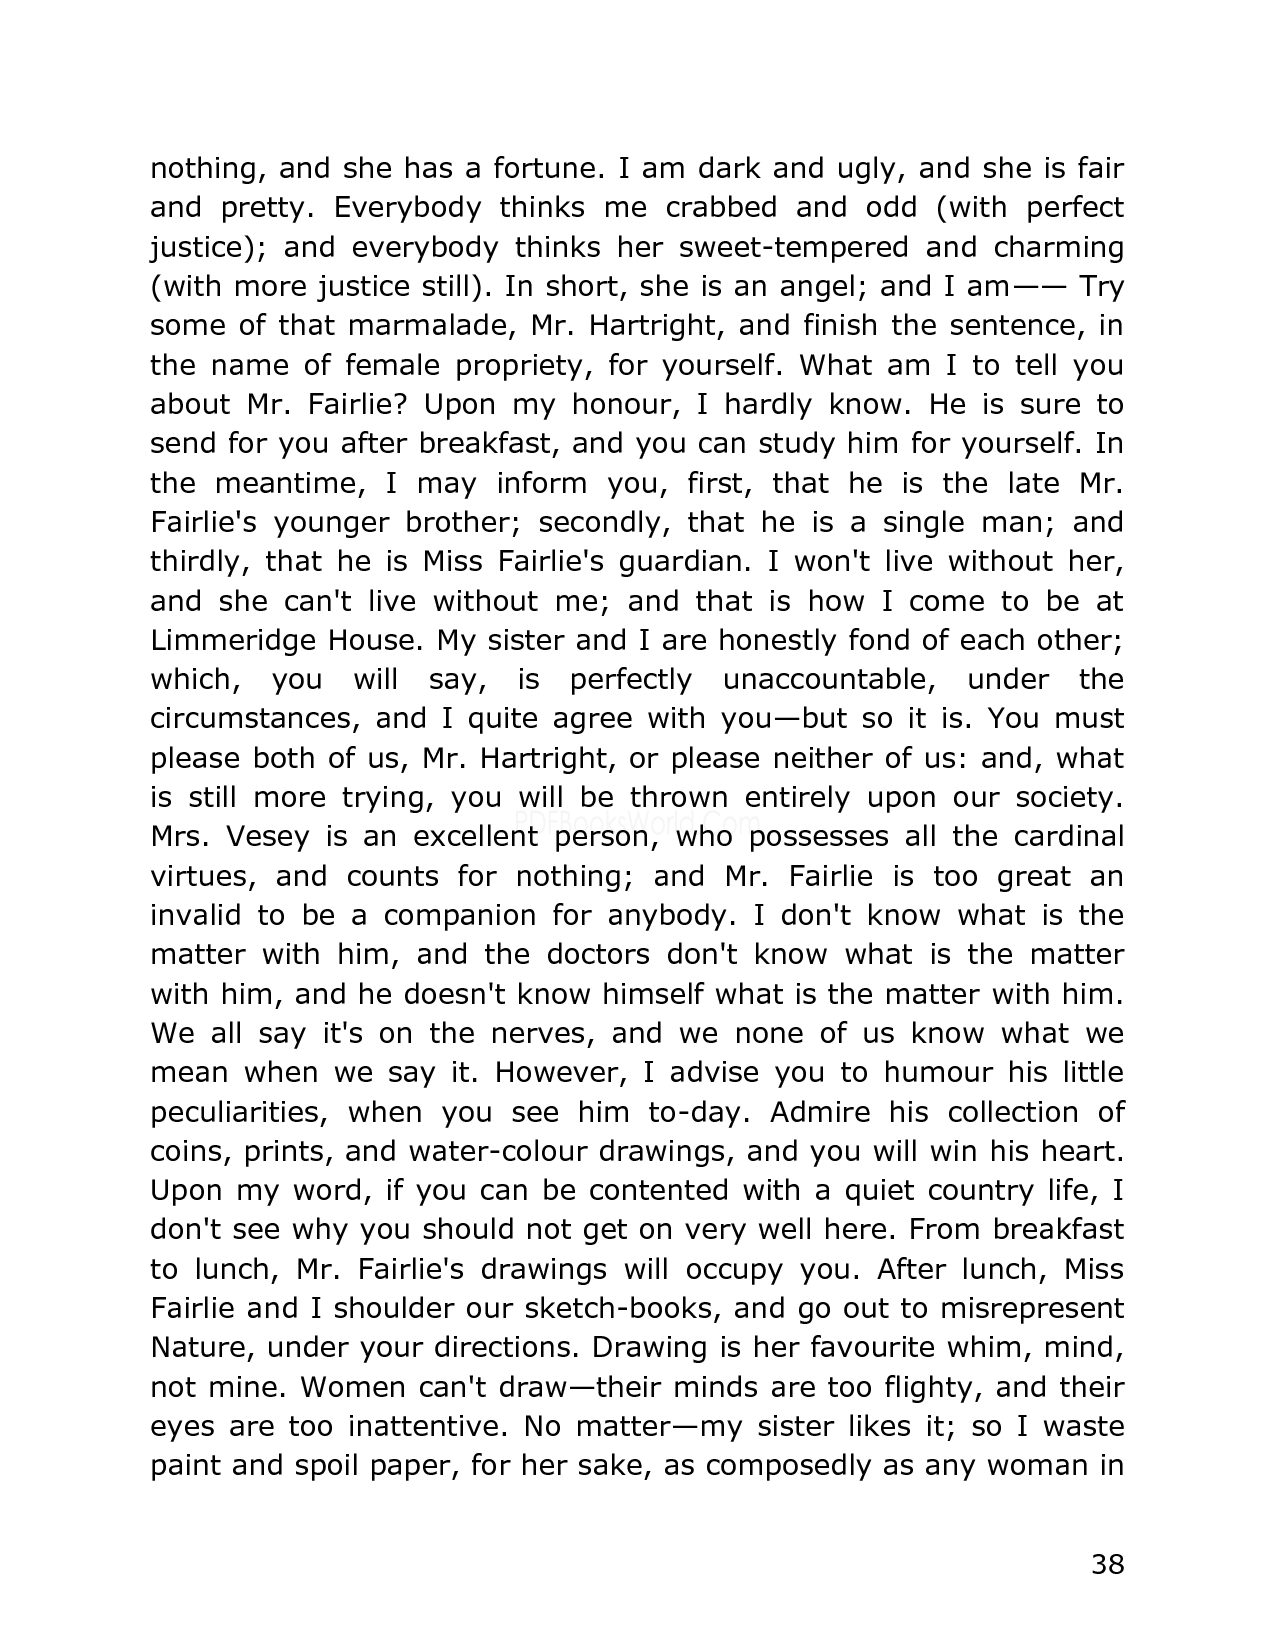 nothing, and she has a fortune. I am dark and ugly, and she is fair
and pretty. Everybody thinks me crabbed and odd (with perfect
justice); and everybody thinks her sweet-tempered and charming
(with more justice still). In short, she is an angel; and I am—— Try
some of that marmalade, Mr. Hartright, and finish the sentence, in
the name of female propriety, for yourself. What am I to tell you
about Mr. Fairlie? Upon my honour, I hardly know. He is sure to
send for you after breakfast, and you can study him for yourself. In
the meantime, I may inform you, first, that he is the late Mr.
Fairlie's younger brother; secondly, that he is a single man; and
thirdly, that he is Miss Fairlie's guardian. I won't live without her,
and she can't live without me; and that is how I come to be at
Limmeridge House. My sister and I are honestly fond of each other;
which, you will say, is perfectly unaccountable, under the
circumstances, and I quite agree with you—but so it is. You must
please both of us, Mr. Hartright, or please neither of us: and, what
is still more trying, you will be thrown entirely upon our society.
PDFBooksWorld.Com
Mrs. Vesey is an excellent person, who possesses all the cardinal
virtues, and counts for nothing; and Mr. Fairlie is too great an
invalid to be a companion for anybody. I don't know what is the
matter with him, and the doctors don't know what is the matter
with him, and he doesn't know himself what is the matter with him.
We all say it's on the nerves, and we none of us know what we
mean when we say it. However, I advise you to humour his little
peculiarities, when you see him to-day. Admire his collection of
coins, prints, and water-colour drawings, and you will win his heart.
Upon my word, if you can be contented with a quiet country life, I
don't see why you should not get on very well here. From breakfast
to lunch, Mr. Fairlie's drawings will occupy you. After lunch, Miss
Fairlie and I shoulder our sketch-books, and go out to misrepresent
Nature, under your directions. Drawing is her favourite whim, mind,
not mine. Women can't draw—their minds are too flighty, and their
eyes are too inattentive. No matter—my sister likes it; so I waste
paint and spoil paper, for her sake, as composedly as any woman in
38